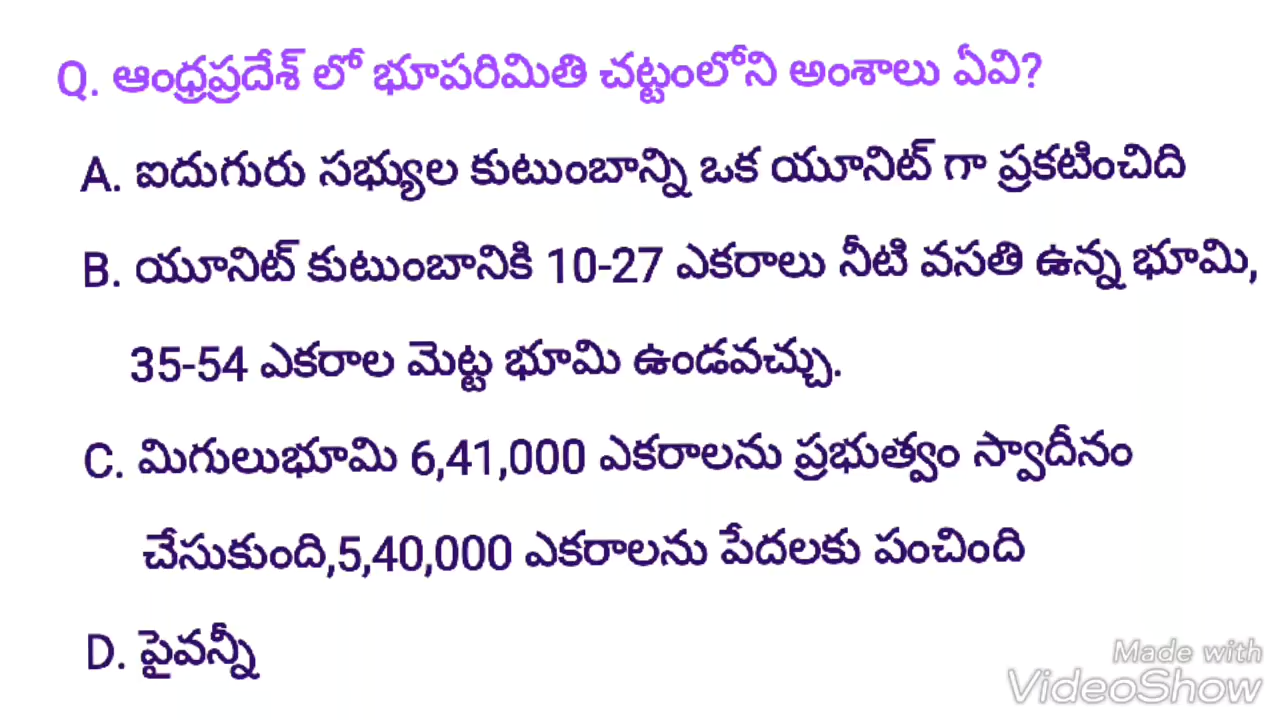 Q. ఆంధ్రప్రదేశ్ లో భూపరిమితి చట్టంలోని అంశాలు ఏవి?
A. ఐదుగురు సభ్యుల కుటుంబాన్ని ఒక యూనిట్ గా ప్రకటించిది
B. యూనిట్ కుటుంబానికి 10-27 ఎకరాలు నీటి వసతి ఉన్న భూమి,
35-54 ఎకరాల మెట్ట భూమి ఉండవచ్చు.
C. మిగులుభూమి 6,41,000 ఎకరాలను ప్రభుత్వం స్వాదీనం
చేసుకుంది,5,40,000 ఎకరాలను పేదలకు పంచింది
D. పైవన్నీ
Made with
VideoShow